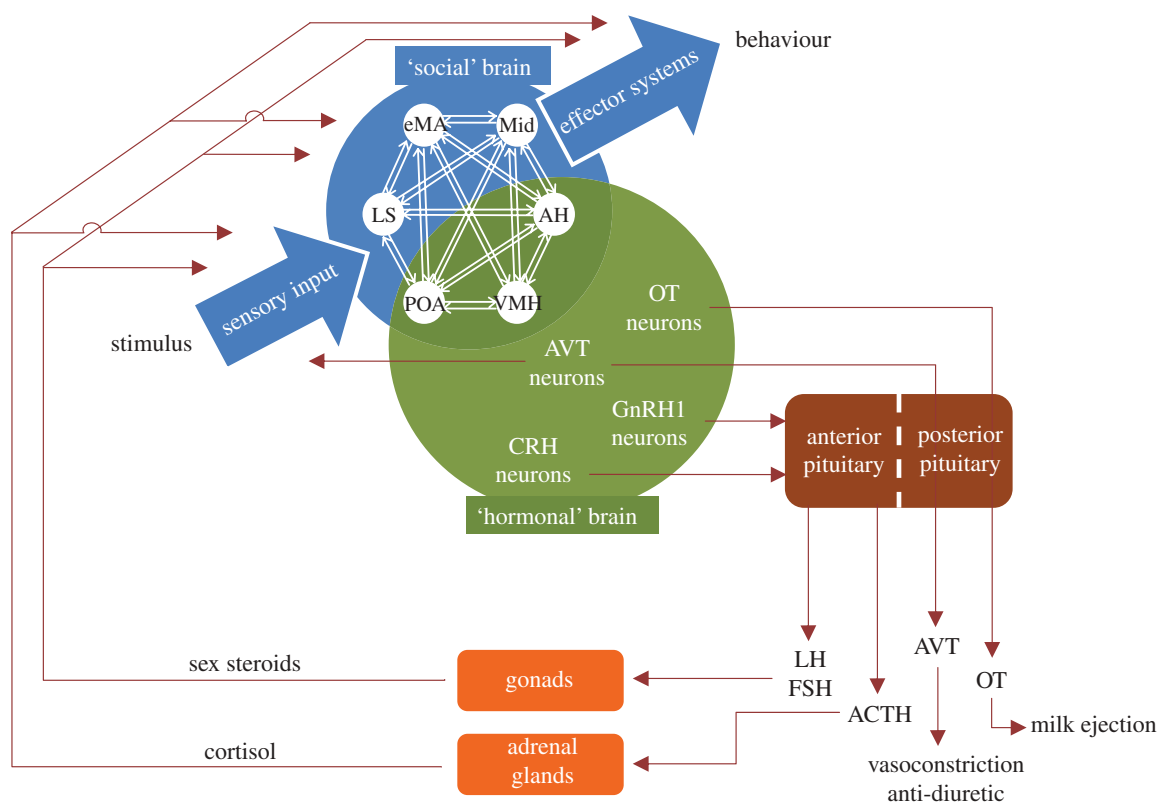 behaviour
‘social’ brain
effector systems
eMA
Mid
LS
AH
sensory input
POA
VMH
OT
neurons
stimulus
AVT
neurons
GnRH1
neurons
anterior
pituitary
posterior
pituitary
CRH
neurons
‘hormonal’ brain
sex steroids
gonads
LH
FSH
AVT
OT
ACTH
milk ejection
cortisol
adrenal
glands
vasoconstriction
anti-diuretic